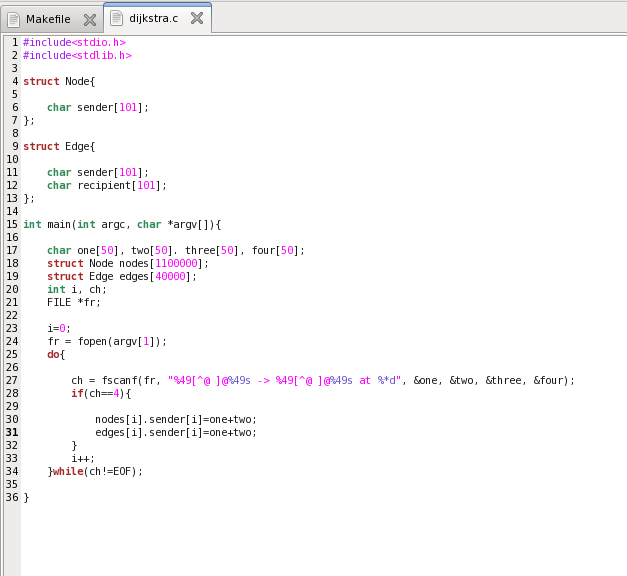 Makefile
dijkstra.c
1 #include<stdio.h>
2 #include<stdlib.h>
3
4 struct Node{
5
6 char sender[101];
7 };
8
9 struct Edge{
10
11 char sender[101];
12 char recipient[101];
13 };
14
15 int main(int argc, char *argv[]){
16
17 char one[50], two[50]. three[50], four[50];
18 struct Node nodes[1100000];
19 struct Edge edges[40000];
20 int i, ch;
21 FILE *fr;
22
23 i=0;
24 fr = fopen(argv[1]);
25 do{
26
27 ch = fscanf(fr, "%49[^@ ]@%49s -> %49[^@ ]@%49s at %*d", &one, &two, &three, &four);
28 if(ch==4){
29
30 nodes[i].sender[i]=one+two;
31 edges[i].sender[i]=one+two;
32 }
33 i++;
34 }while(ch!=EOF);
35
36 }